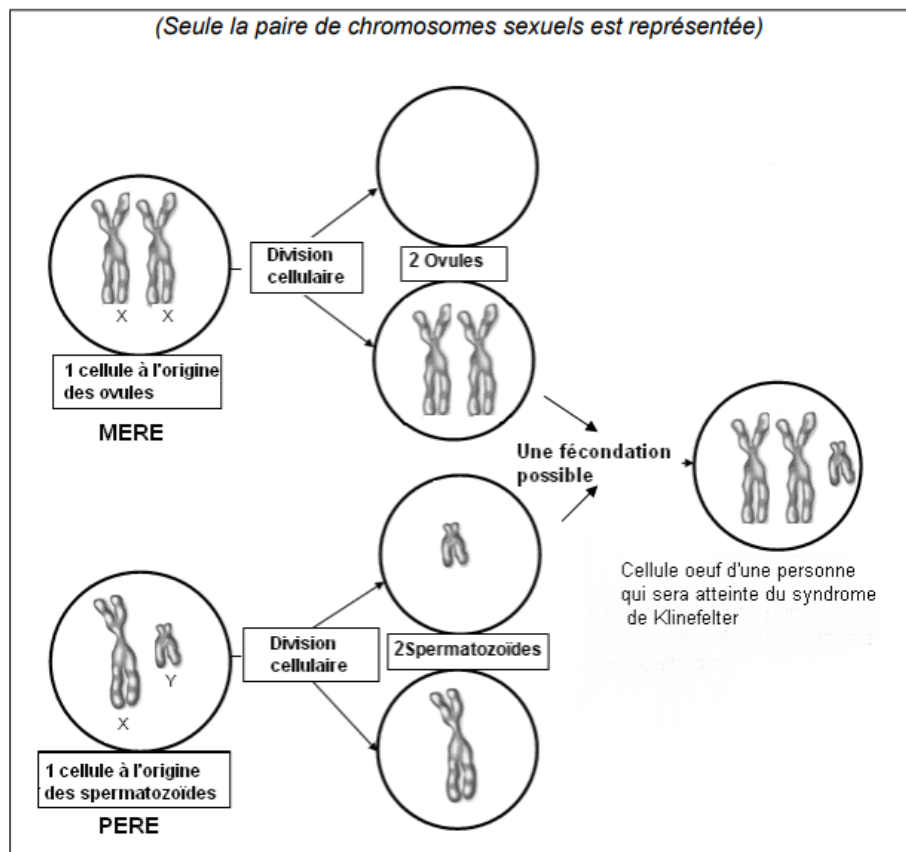 (Seule la paire de chromosomes sexuels est représentée)
X X
1 cellule à l'origine
des ovules
MERE
Division
cellulaire
2 Ovules
Une fécondation
possible
Cellule oeuf d'une personne
qui sera atteinte du syndrome
de Klinefelter
X
Y
1 cellule à l'origine
des spermatozoïdes
PERE
Division
cellulaire
2Spermatozoïdes